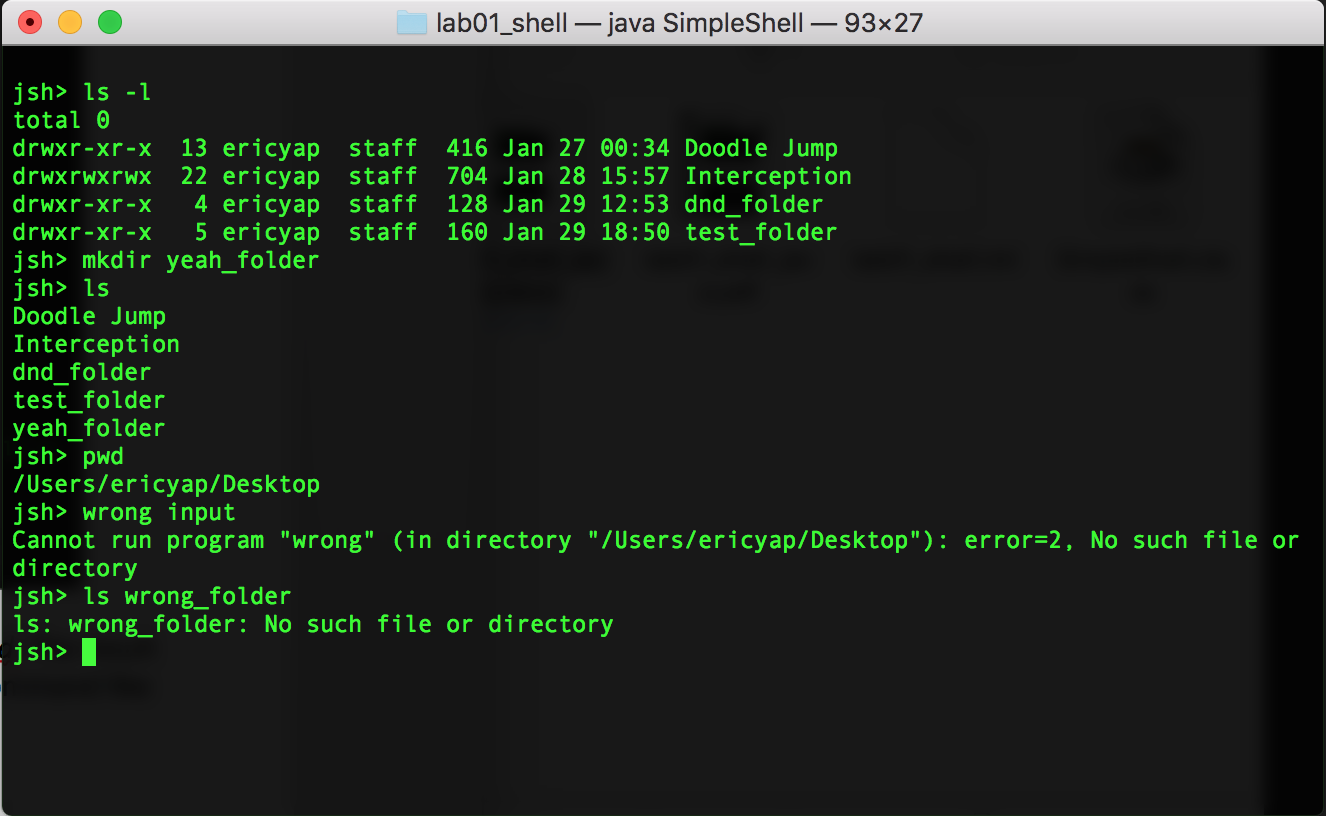 lab01_shell — java SimpleShell — 93×27
jsh> ls -l
total 0
drwxr-xr-x  13 ericyap  staff  416 Jan 27 00:34 Doodle Jump
drwxrwxrwx  22 ericyap  staff  704 Jan 28 15:57 Interception
drwxr-xr-x   4 ericyap  staff  128 Jan 29 12:53 dnd_folder
drwxr-xr-x   5 ericyap  staff  160 Jan 29 18:50 test_folder
jsh> mkdir yeah_folder
jsh> ls
Doodle Jump
Interception
dnd_folder
test_folder
yeah_folder
jsh> pwd
/Users/ericyap/Desktop
jsh> wrong input
Cannot run program "wrong" (in directory "/Users/ericyap/Desktop"): error=2, No such file or
directory
jsh> ls wrong_folder
ls: wrong_folder: No such file or directory
jsh>